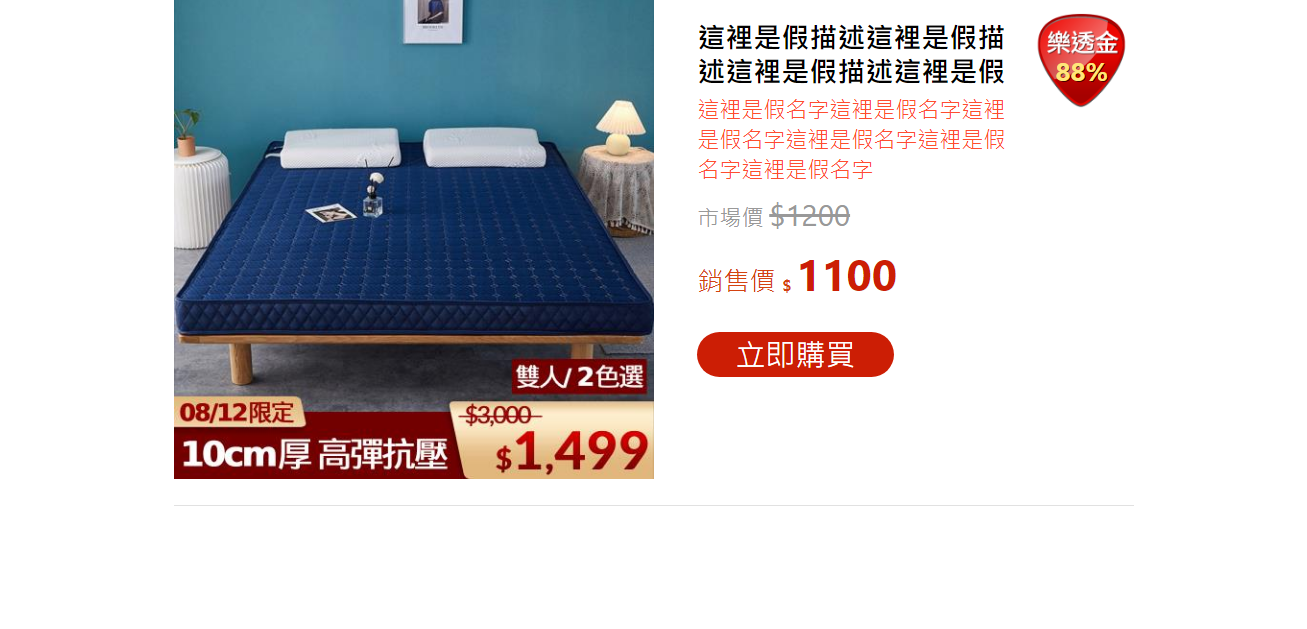 這裡是假描述這裡是假描
述這裡是假描述這裡是假
樂透金
88%
這裡是假名字這裡是假名字這裡
是假名字這裡是假名字這裡是假
名字這裡是假名字
市場價 $1200
銷售價 $ 1100
立即購買
雙人/ 2色選
08/12限定
$3,000
10cm厚 高彈抗壓
$1,499